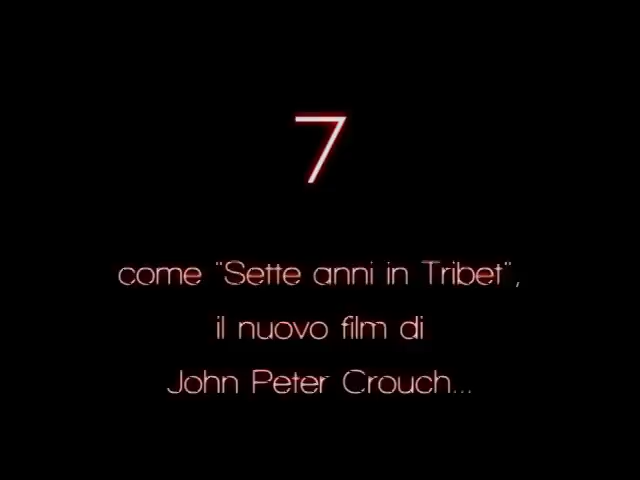 7
come "Sette anni in Tribet",
il nuovo film di
John Peter Crouch...